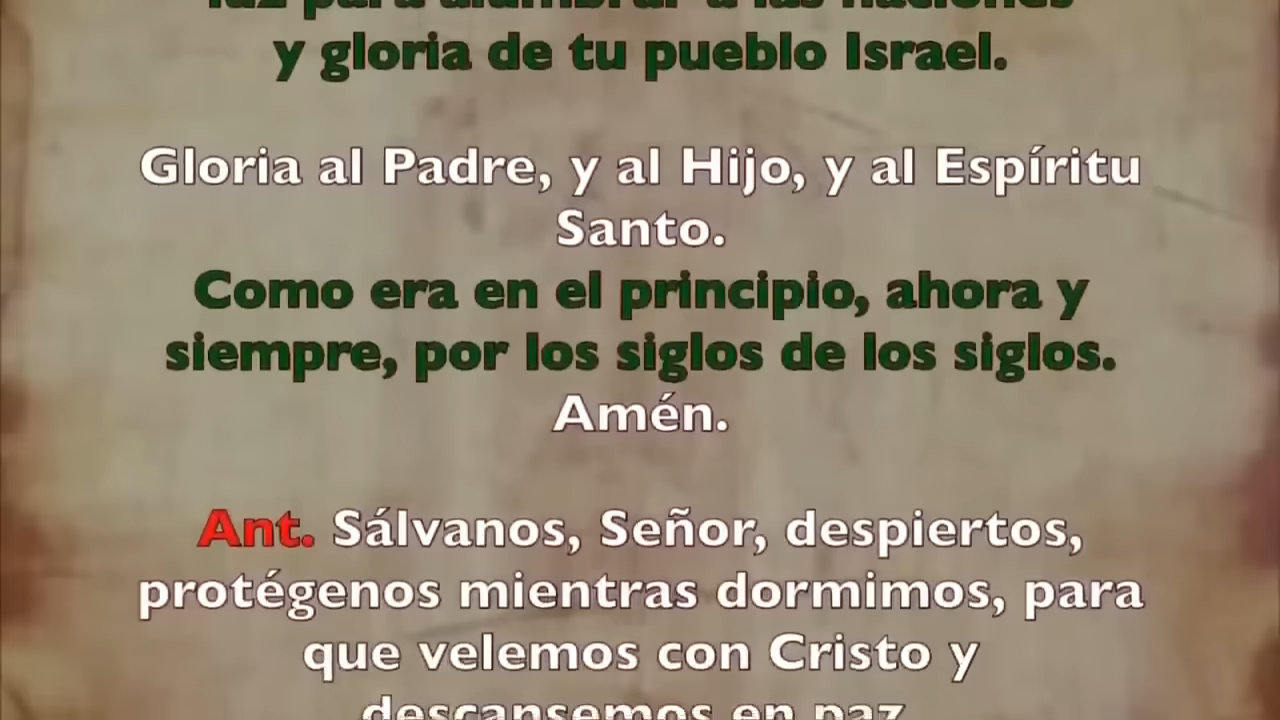 luz para alumbrar a las naciones
y gloria de tu pueblo Israel.
Gloria al Padre, y al Hijo, y al Espíritu
Santo.
Como era en el principio, ahora y
siempre, por los siglos de los siglos.
Amén.
Ant. Sálvanos, Señor, despiertos,
protégenos mientras dormimos, para
que velemos con Cristo y
descansemos en paz